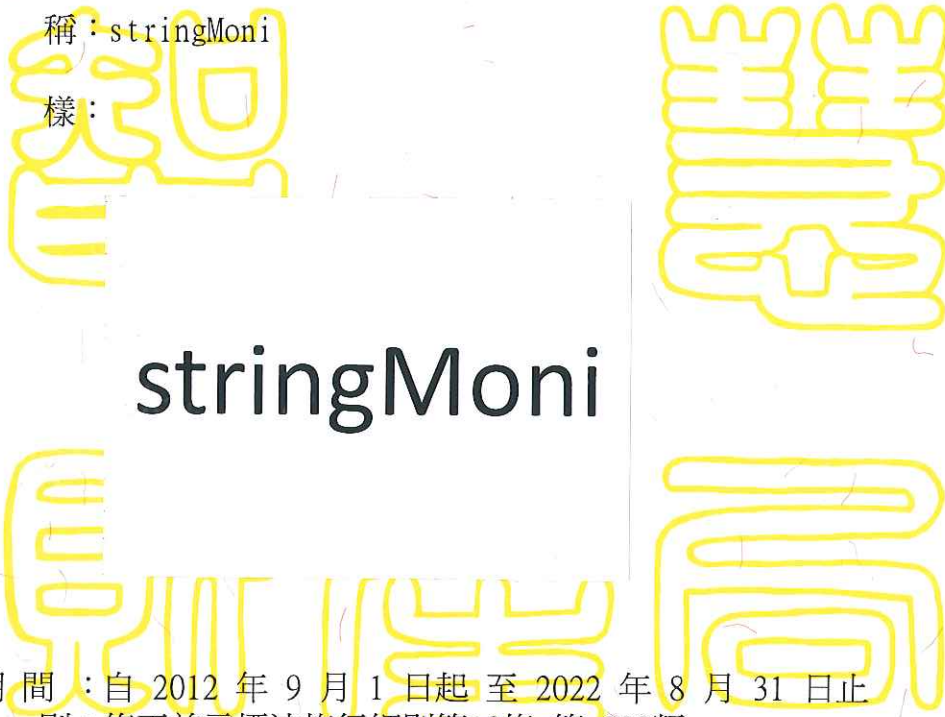 稱：stringMoni
樣：
stringMoni
間：自 2012 年 9 月 1 日起 至 2022 年 8 月 31 日止